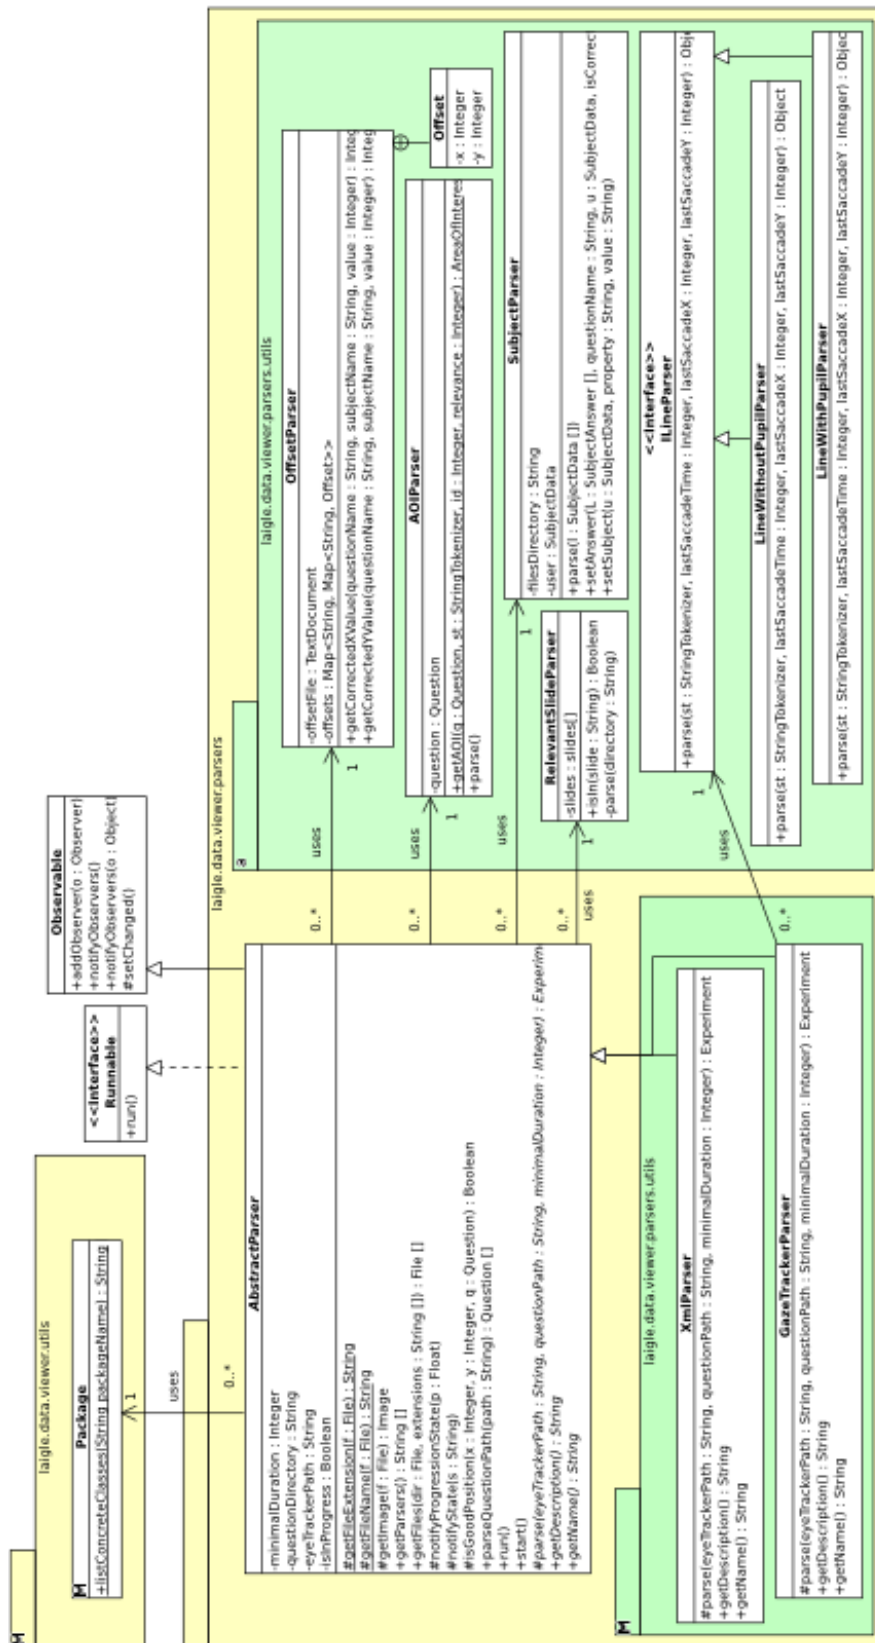 M
laigle.data.viewer.utils
M
Package
+listConcreteClasses(String packageName) : String
uses
1
0..*
<<Interface>>
Runnable
+run()
Observable
+addObserver(o : Observer)
+notifyObservers()
+notifyObservers(o : Object)
#setChanged()
laigle.data.viewer.parsers
AbstractParser
-minimalDuration : Integer
-questionDirectory : String
-eyeTrackerPath : String
-isInProgress : Boolean
#getFileExtension(f : File) : String
#getFileName(f : File) : String
#getImage(f : File) : Image
+getParsers() : String []
+getFiles(dir : File, extensions : String []) : File []
#notifyProgressionState(p : Float)
#notifyState(s : String)
#isGoodPosition(x : Integer, y : Integer, q : Question) : Boolean
+parseQuestionPath(path : String) : Question []
+run()
+start()
#parse(eyeTrackerPath : String, questionPath : String, minimalDuration : Integer) : Experim
+getDescription() : String
+getName() : String
0..*
uses
1
0..*
uses
1
0..*
uses
1
0..*
uses
1
a
laigle.data.viewer.parsers.utils
OffsetParser
-offsetFile : TextDocument
-offsets : Map<String, Map<String, Offset>>
+getCorrectedXValue(questionName : String, subjectName : String, value : Integer) : Integ
+getCorrectedYValue(questionName : String, subjectName : String, value : Integer) : Integ
Offset
-x : Integer
-y : Integer
AOIParser
-question : Question
+getAOI(q : Question, st : StringTokenizer, id : Integer, relevance : Integer) : AreaOfInteres
+parse()
SubjectParser
-filesDirectory : String
-user : SubjectData
+parse(l : SubjectData [])
+setAnswer(L : SubjectAnswer [], questionName : String, u : SubjectData, isCorrec
+setSubject(u : SubjectData, property : String, value : String)
RelevantSlideParser
-slides : slides[]
+isIn(slide : String) : Boolean
-parse(directory : String)
<<Interface>>
ILineParser
+parse(st : StringTokenizer, lastSaccadeTime : Integer, lastSaccadeX : Integer, lastSaccadeY : Integer) : Obje
LineWithoutPupilParser
+parse(st : StringTokenizer, lastSaccadeTime : Integer, lastSaccadeX : Integer, lastSaccadeY : Integer) : Object
LineWithPupilParser
+parse(st : StringTokenizer, lastSaccadeTime : Integer, lastSaccadeX : Integer, lastSaccadeY : Integer) : Objec
M
laigle.data.viewer.parsers.utils
XmlParser
#parse(eyeTrackerPath : String, questionPath : String, minimalDuration : Integer) : Experiment
+getDescription() : String
+getName() : String
GazeTrackerParser
#parse(eyeTrackerPath : String, questionPath : String, minimalDuration : Integer) : Experiment
+getDescription() : String
+getName() : String
0..*
uses
1